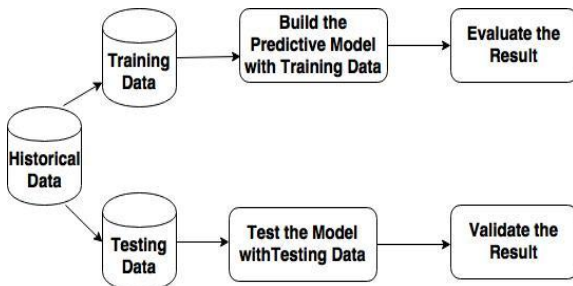 Training
Data
Build the
Predictive Model
with Training Data
Evaluate the
Result
Historical
Data
Testing
Data
Test the Model
withTesting Data
Validate the
Result